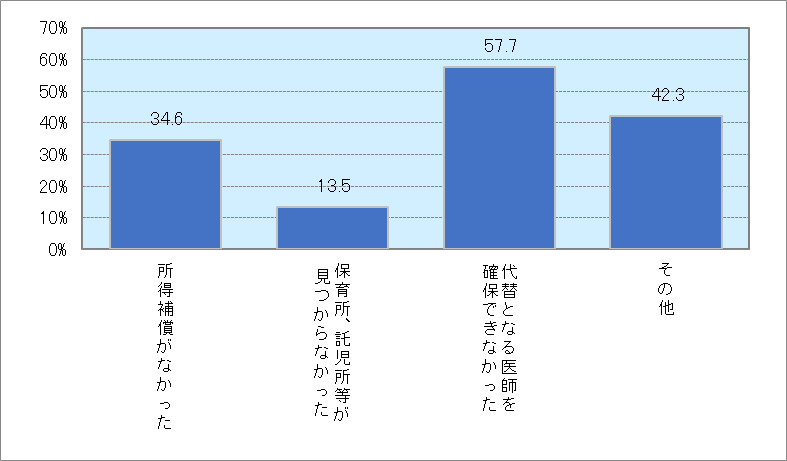 70%
60%
50%
40%
30%
20%
10%
0%
34.6
13.5
57.7
42.3
所得補償がなかった
保育所、託児所等が
見つからなかった
代替となる医師を
確保できなかった
その他